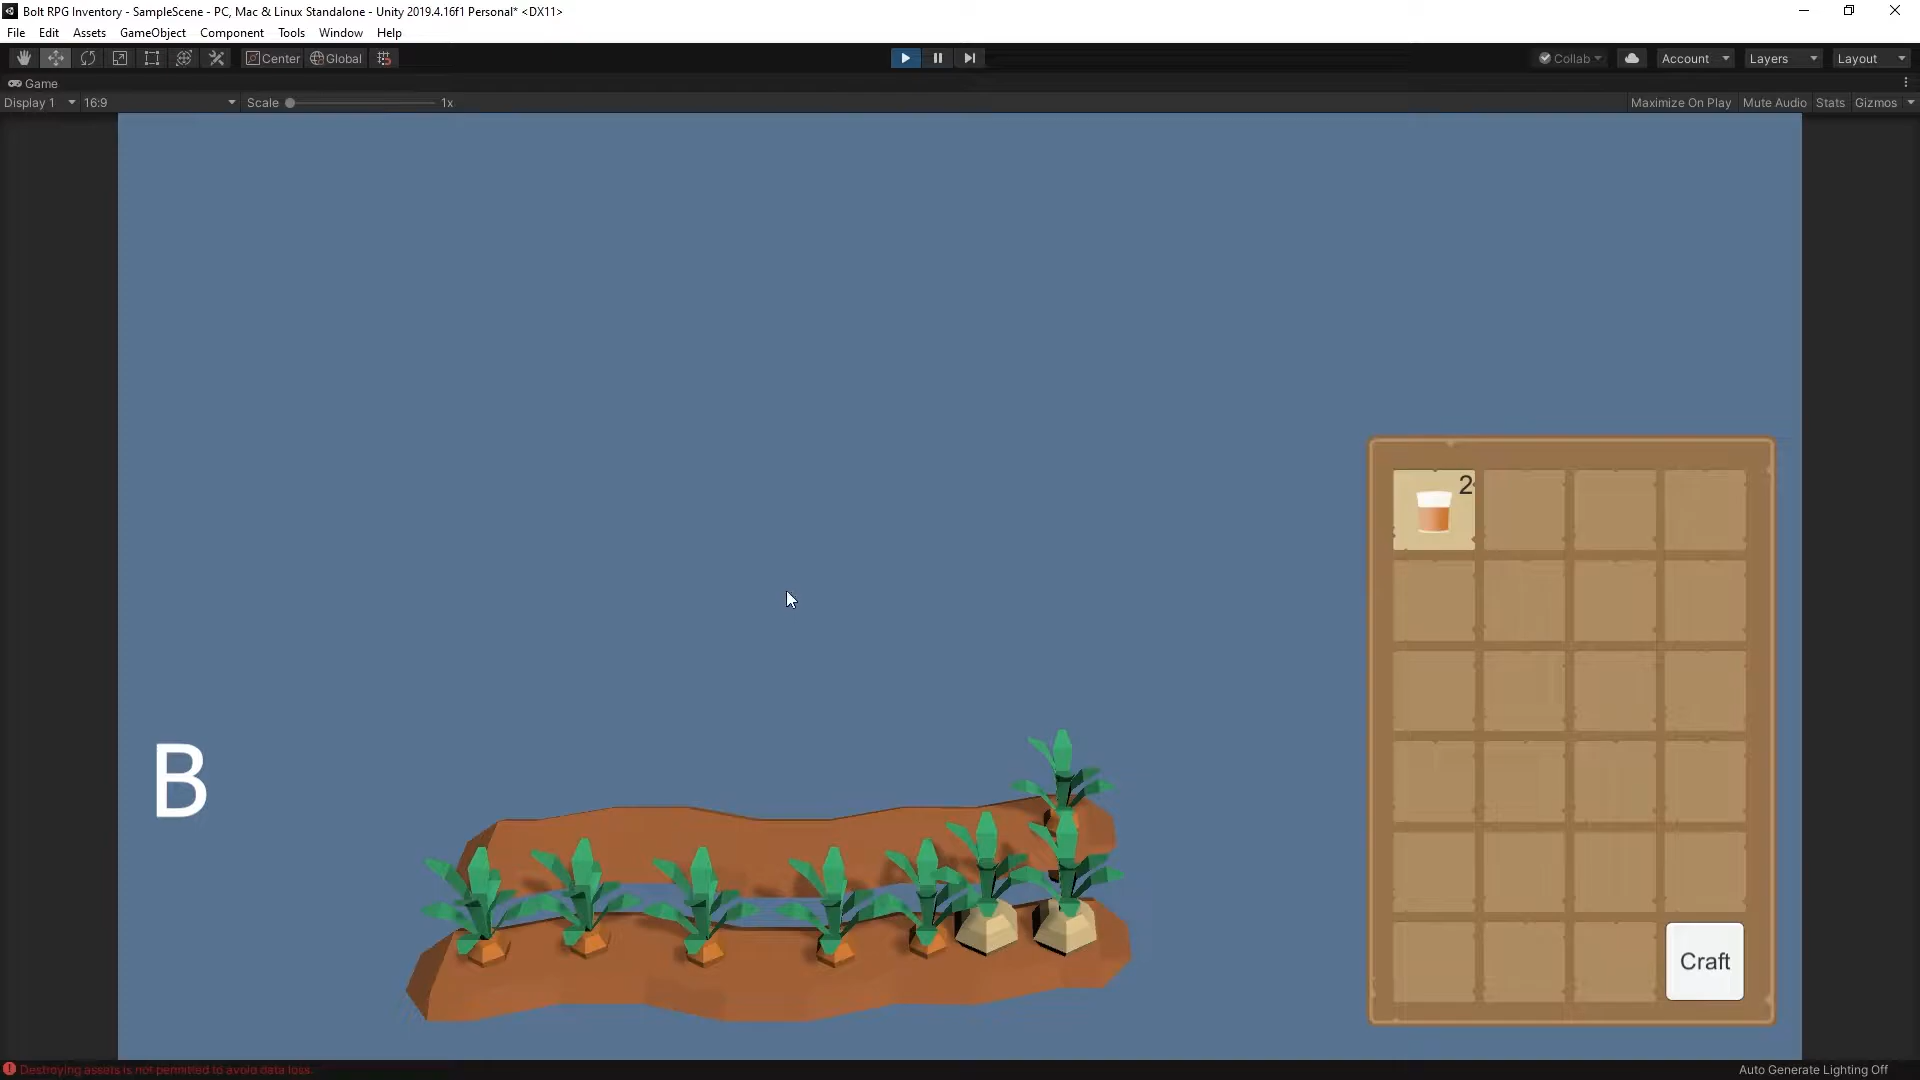 Bolt RPG Inventory - SampleScene - PC, Mac & Linux Standalone - Unity 2019.4.16f1 Personal* <DX11>
File Edit Assets GameObject Component Tools Window Help
Center Global Collab Account Layers Layout
Game
Display 1 16:9 Scale 1x Maximize On Play Mute Audio Stats Gizmos
2
B
Craft
Destroying assets is not permitted to avoid data loss.
Auto Generate Lighting Off